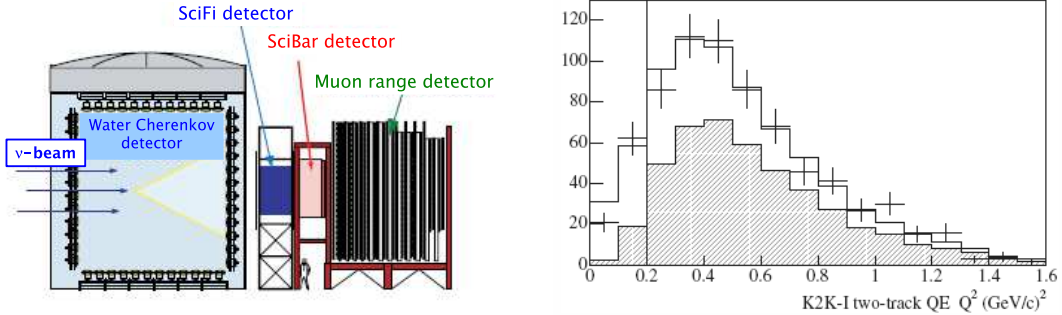 SciFi detector
SciBar detector
Muon range detector
Water Cherenkov
detector
ν-beam
120
100
80
60
40
20
0
0 0.2 0.4 0.6 0.8 1 1.2 1.4 1.6
K2K-I two-track QE Q² (GeV/c)²